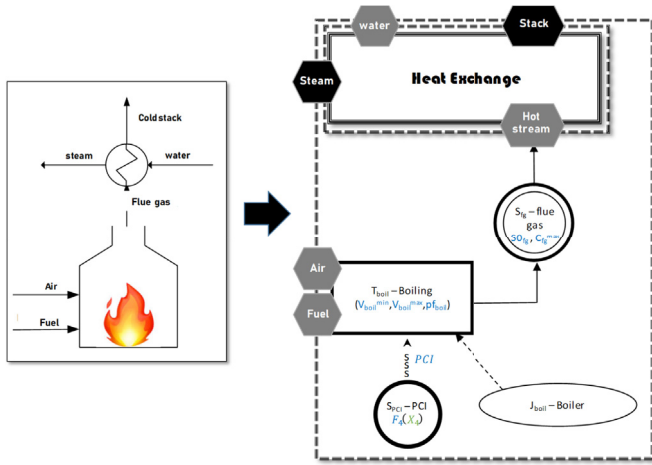 Cold stack
steam
water
Flue gas
Air
Fuel
water
Stack
Steam
Heat Exchange
Hot
stream
S_fg – flue
gas
S0_fg, C_fg^max
Air
Fuel
T_boil – Boiling
(V_boil^min, V_boil^max, pf_boil)
PCI
S_PCI – PCI
F_4(X_4)
J_boil – Boiler